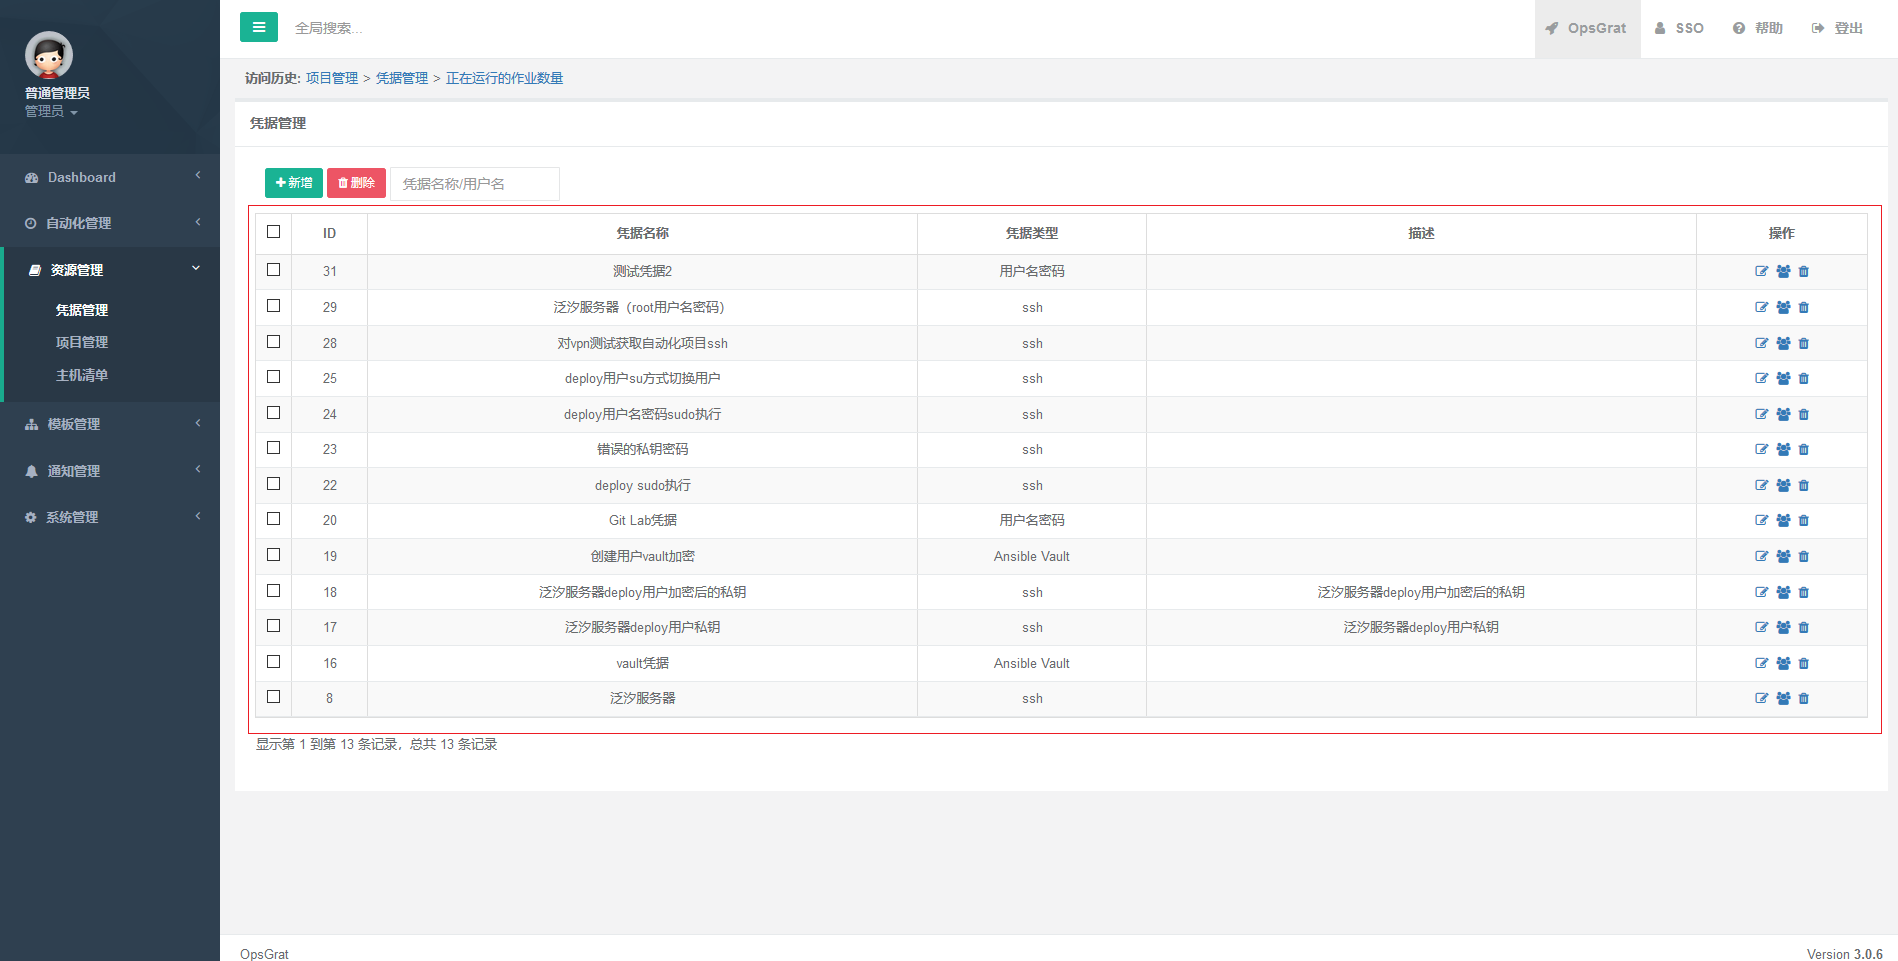 普通管理员
管理员
Dashboard
自动化管理
资源管理
凭据管理
项目管理
主机清单
模板管理
通知管理
系统管理
全局搜索...
OpsGrat SSO 帮助 登出
访问历史: 项目管理 > 凭据管理 > 正在运行的作业数量
凭据管理
新增 删除 凭据名称/用户名
ID 凭据名称 凭据类型 描述 操作
31 测试凭据2 用户名密码
29 泛汐服务器（root用户名密码） ssh
28 对vpn测试获取自动化项目ssh ssh
25 deploy用户su方式切换用户 ssh
24 deploy用户名密码sudo执行 ssh
23 错误的私钥密码 ssh
22 deploy sudo执行 ssh
20 Git Lab凭据 用户名密码
19 创建用户vault加密 Ansible Vault
18 泛汐服务器deploy用户加密后的私钥 ssh 泛汐服务器deploy用户加密后的私钥
17 泛汐服务器deploy用户私钥 ssh 泛汐服务器deploy用户私钥
16 vault凭据 Ansible Vault
8 泛汐服务器 ssh
显示第 1 到第 13 条记录，总共 13 条记录
OpsGrat Version 3.0.6